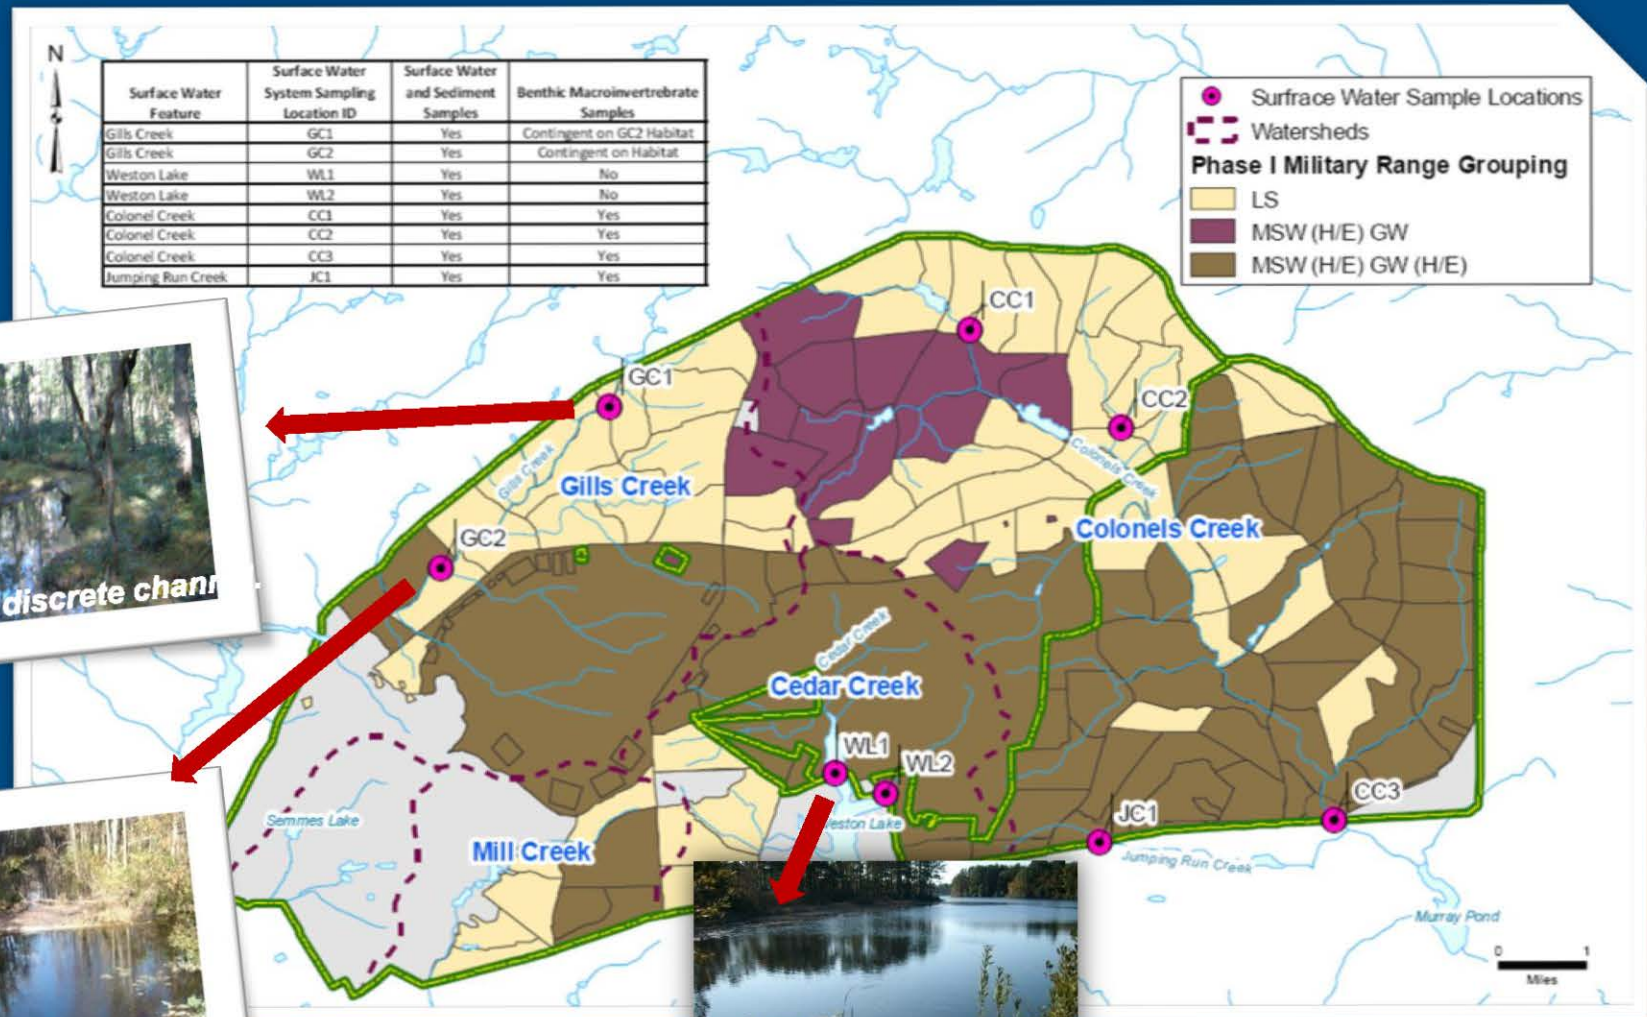 N
Surface Water Feature | Surface Water System Sampling Location ID | Surface Water and Sediment Samples | Benthic Macroinvertrebrate Samples
Gills Creek | GC1 | Yes | Contingent on GC2 Habitat
Gills Creek | GC2 | Yes | Contingent on Habitat
Weston Lake | WL1 | Yes | No
Weston Lake | WL2 | Yes | No
Colonel Creek | CC1 | Yes | Yes
Colonel Creek | CC2 | Yes | Yes
Colonel Creek | CC3 | Yes | Yes
Jumping Run Creek | JC1 | Yes | Yes
Surfrace Water Sample Locations
Watersheds
Phase I Military Range Grouping
LS
MSW (H/E) GW
MSW (H/E) GW (H/E)
CC1
GC1
CC2
Gills Creek
Colonels Creek
Gills Creek
Colonels Creek
GC2
discrete chann
Cedar Creek
Cedar Creek
WL1
WL2
CC3
JC1
Semmes Lake
eston Lake
Mill Creek
Jumping Run Creek
Murray Pond
0 1
Miles